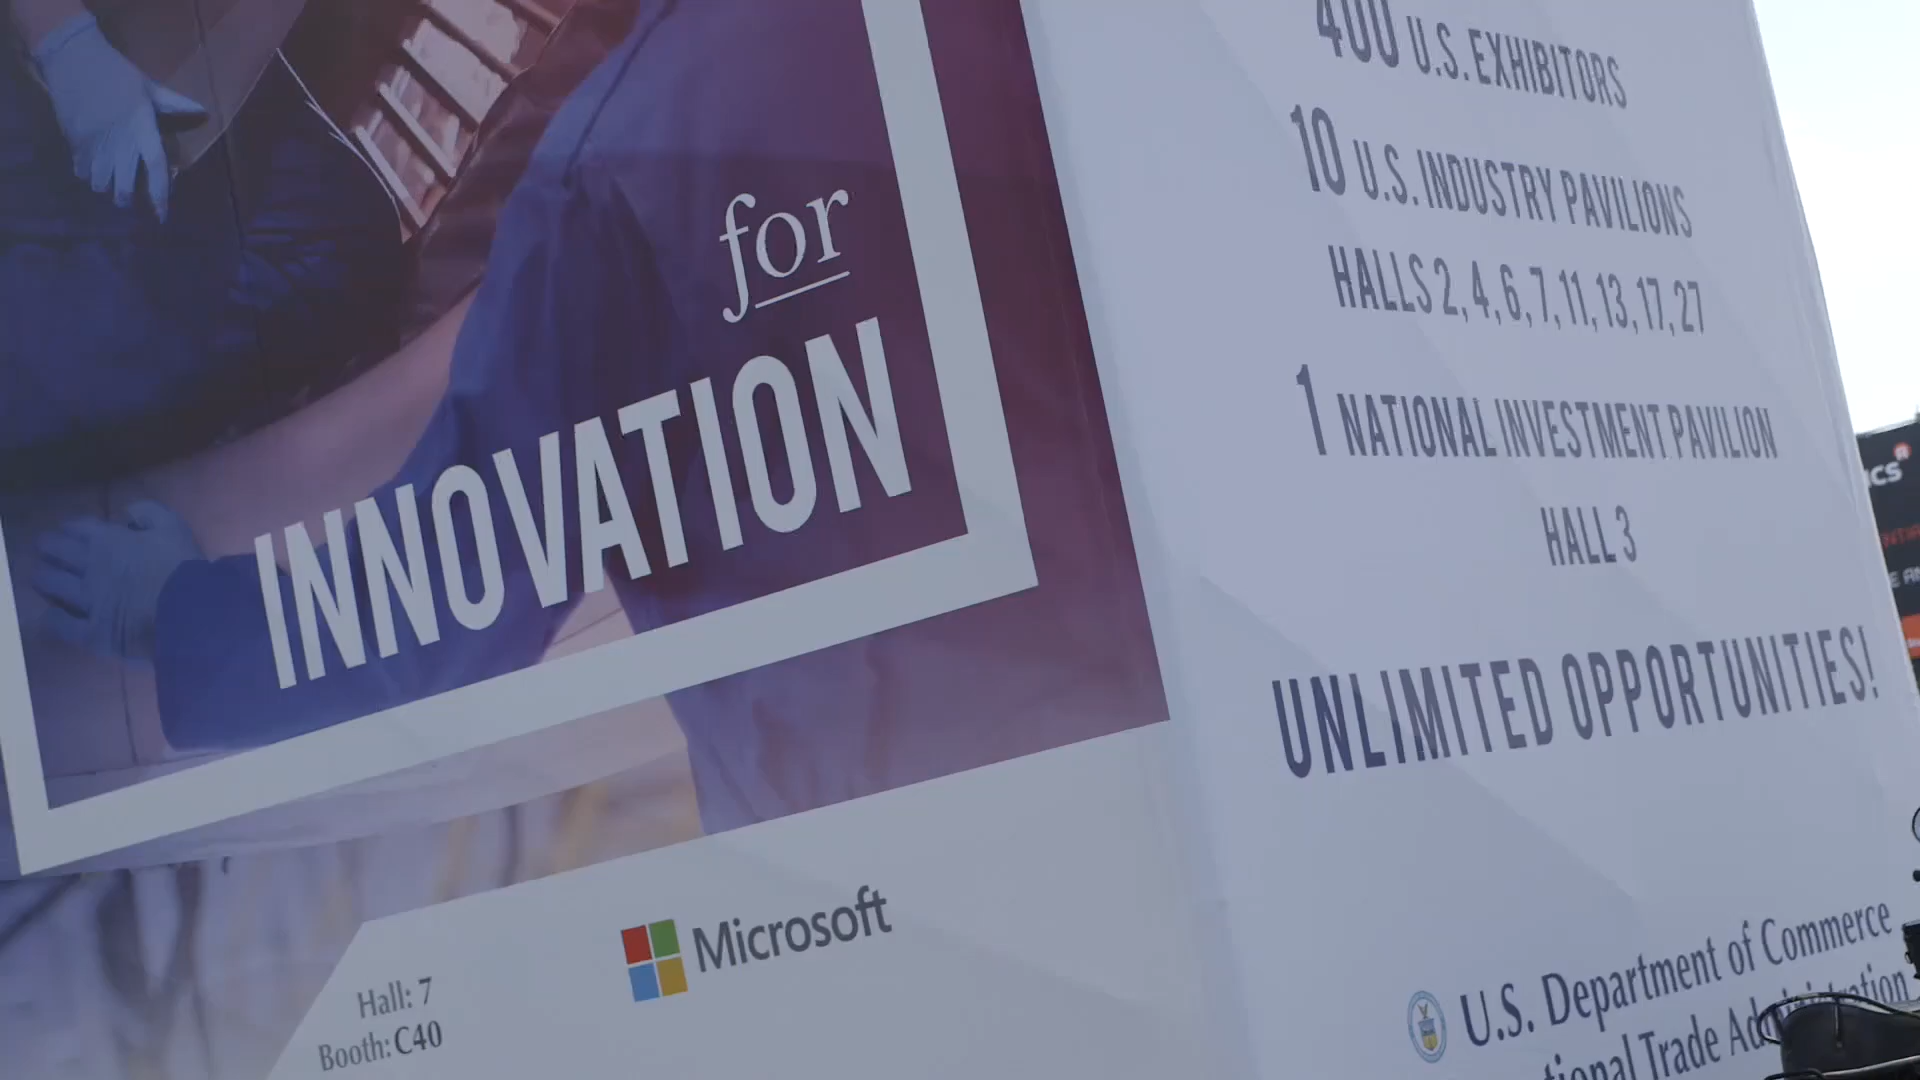 for
INNOVATION
Hall: 7
Booth: C40
Microsoft
400 U.S. EXHIBITORS
10 U.S. INDUSTRY PAVILIONS
HALLS 2, 4, 6, 7, 11, 13, 17, 27
1 NATIONAL INVESTMENT PAVILION
HALL 3
UNLIMITED OPPORTUNITIES!
U.S. Department of Commerce
Trade